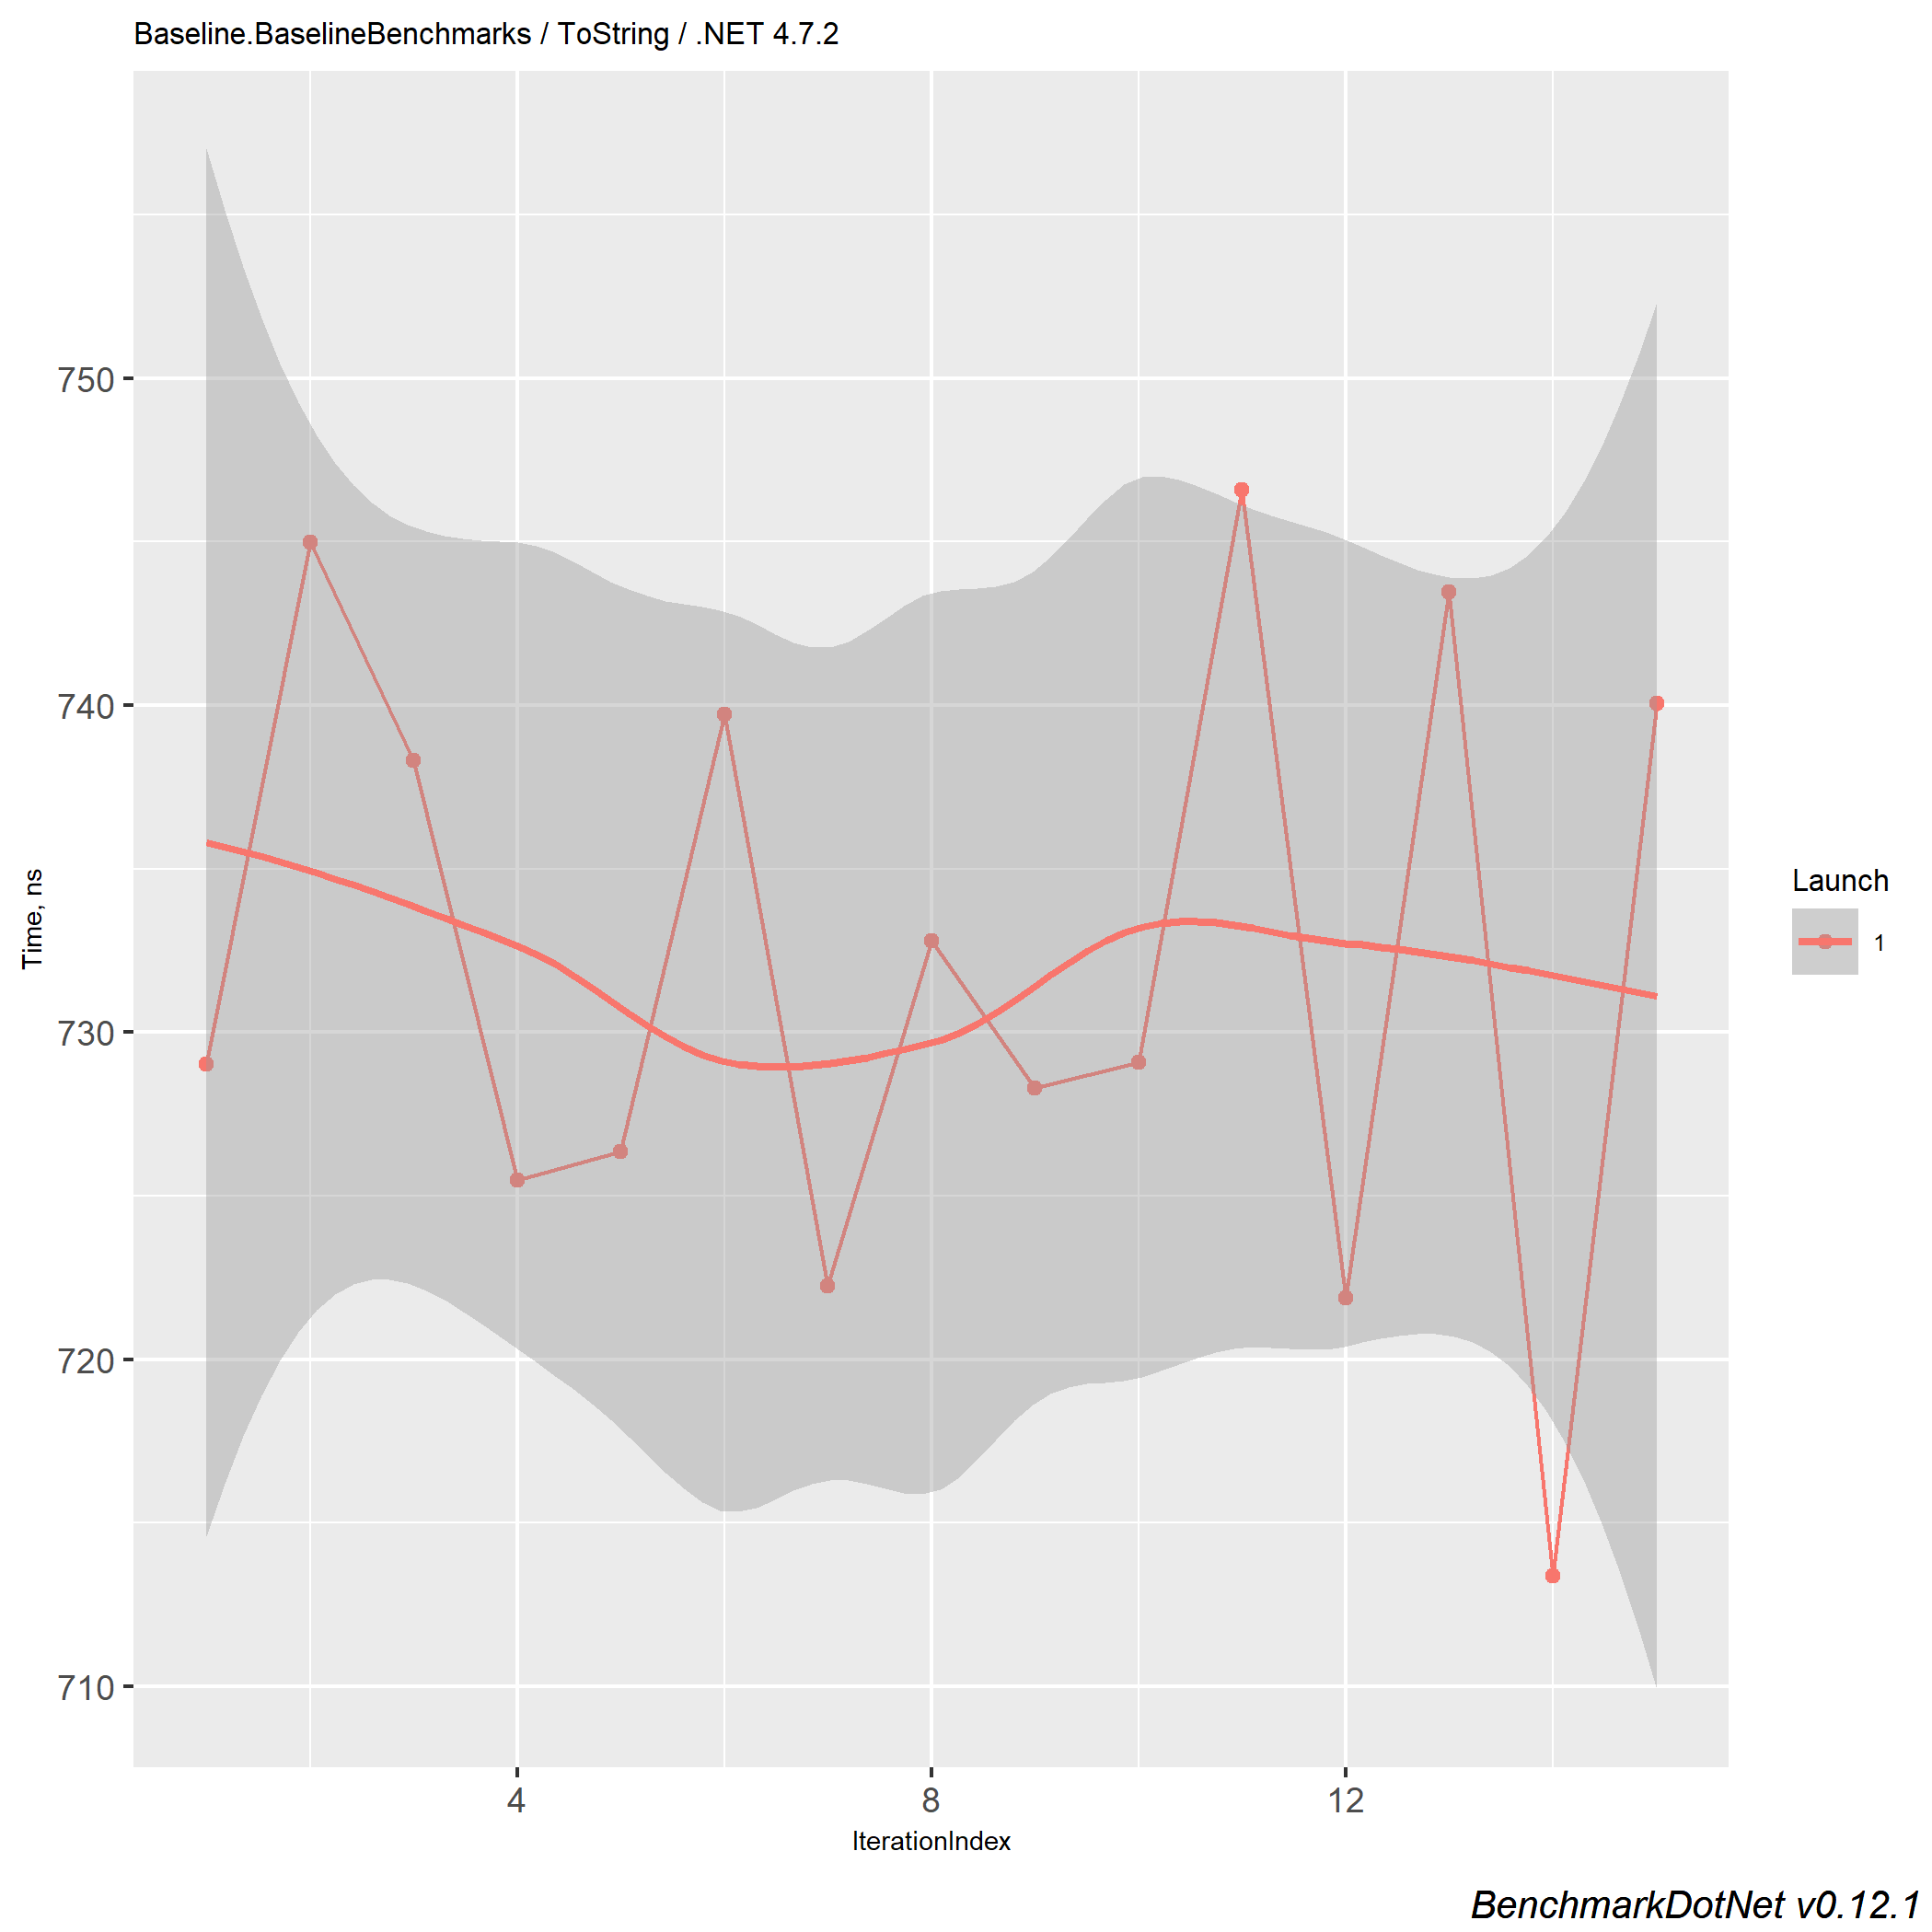 Baseline.BaselineBenchmarks / ToString / .NET 4.7.2
750
740
730
720
710
Time, ns
4
8
12
IterationIndex
Launch
1
BenchmarkDotNet v0.12.1